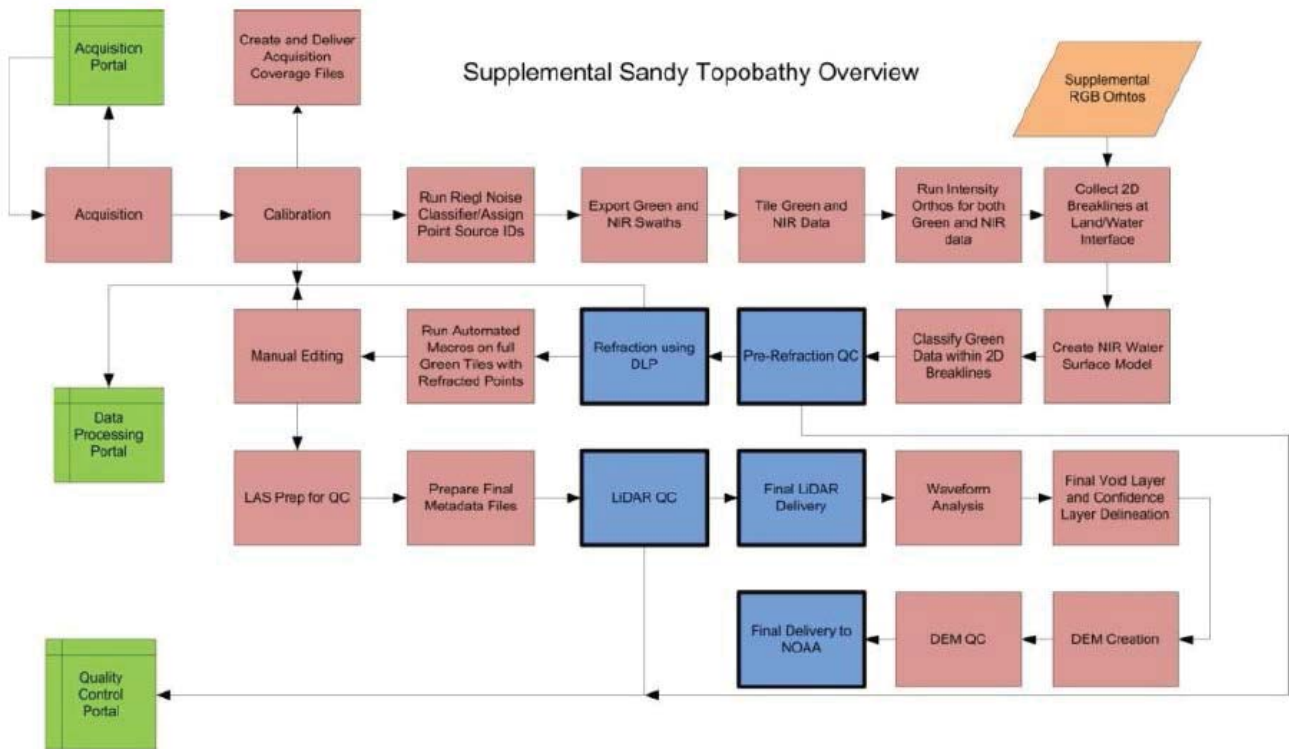 Acquisition
Portal
Create and Deliver
Acquisition
Coverage Files
Supplemental Sandy Topobathy Overview
Supplemental
RGB Orhtos
Acquisition
Calibration
Run Riegl Noise
Classifier/Assign
Point Source IDs
Export Green and
NIR Swaths
Tile Green and
NIR Data
Run Intensity
Orthos for both
Green and NIR
data
Collect 2D
Breaklines at
Land/Water
Interface
Manual Editing
Run Automated
Macros on full
Green Tiles with
Refracted Points
Refraction using
DLP
Pre-Refraction QC
Classify Green
Data within 2D
Breaklines
Create NIR Water
Surface Model
Data
Processing
Portal
LAS Prep for QC
Prepare Final
Metadata Files
LiDAR QC
Final LiDAR
Delivery
Waveform
Analysis
Final Void Layer
and Confidence
Layer Delineation
Final Delivery to
NOAA
DEM QC
DEM Creation
Quality
Control
Portal